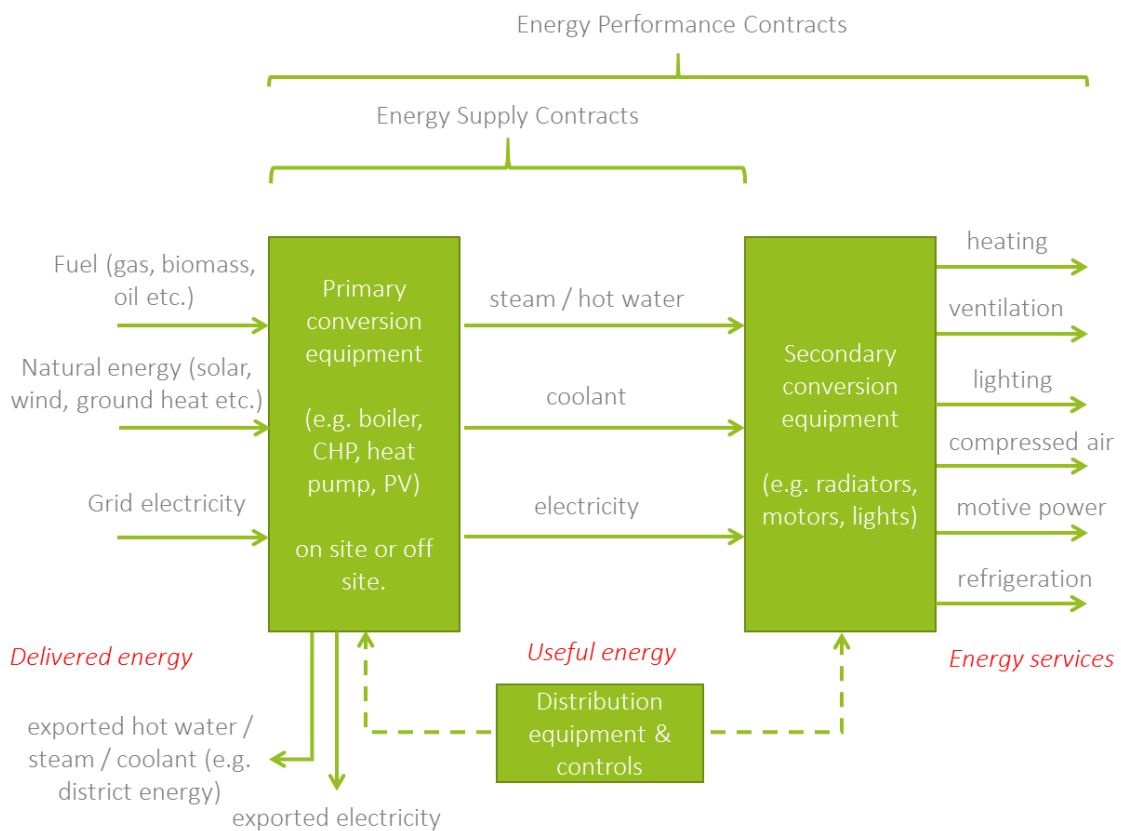 Energy Performance Contracts
Energy Supply Contracts
Fuel (gas, biomass,
oil etc.)
Natural energy (solar,
wind, ground heat etc.)
Grid electricity
Primary
conversion
equipment
(e.g. boiler,
CHP, heat
pump, PV)
on site or off
site.
steam / hot water
coolant
electricity
Secondary
conversion
equipment
(e.g. radiators,
motors, lights)
heating
ventilation
lighting
compressed air
motive power
refrigeration
Delivered energy
Useful energy
Energy services
exported hot water /
steam / coolant (e.g.
district energy)
exported electricity
Distribution
equipment &
controls